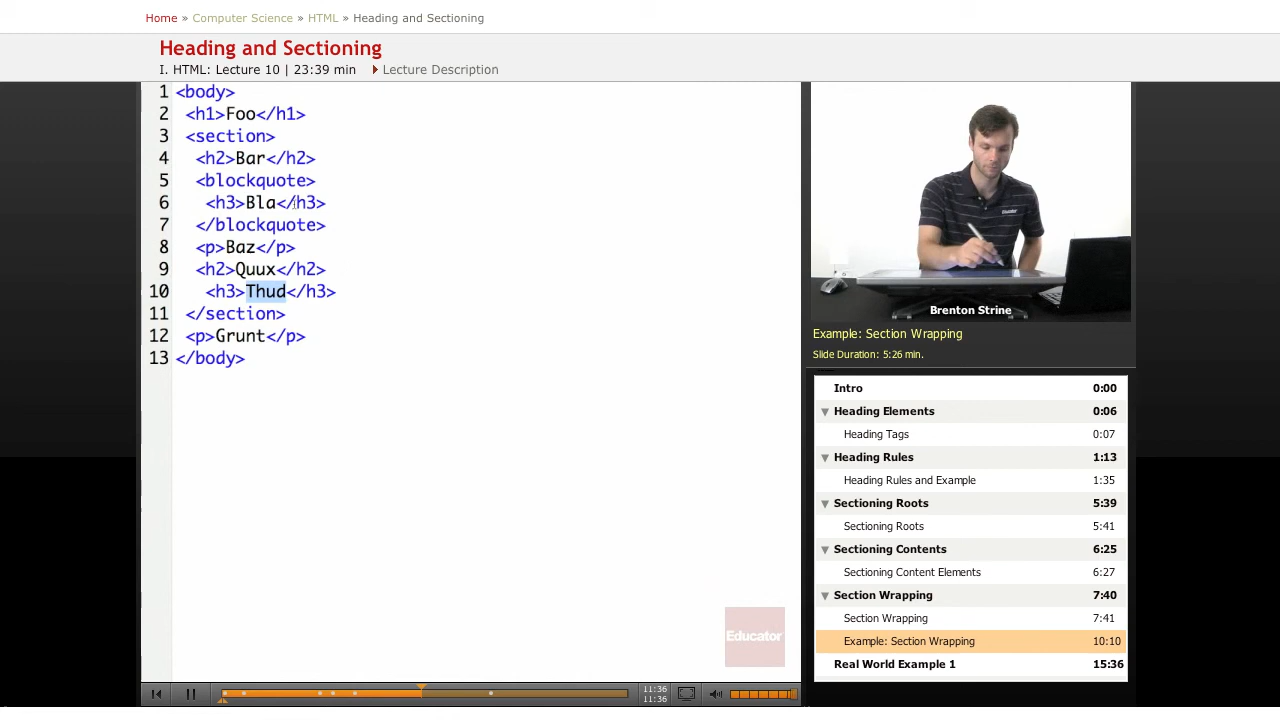 Home » Computer Science » HTML » Heading and Sectioning
Heading and Sectioning
I. HTML: Lecture 10 | 23:39 min Lecture Description
1 <body>
2 <h1>Foo</h1>
3 <section>
4 <h2>Bar</h2>
5 <blockquote>
6 <h3>Bla</h3>
7 </blockquote>
8 <p>Baz</p>
9 <h2>Quux</h2>
10 <h3>Thud</h3>
11 </section>
12 <p>Grunt</p>
13 </body>
Educator
Educator
Brenton Strine
Example: Section Wrapping
Slide Duration: 5:26 min.
Intro 0:00
Heading Elements 0:06
Heading Tags 0:07
Heading Rules 1:13
Heading Rules and Example 1:35
Sectioning Roots 5:39
Sectioning Roots 5:41
Sectioning Contents 6:25
Sectioning Content Elements 6:27
Section Wrapping 7:40
Section Wrapping 7:41
Example: Section Wrapping 10:10
Real World Example 1 15:36
11:36
11:36